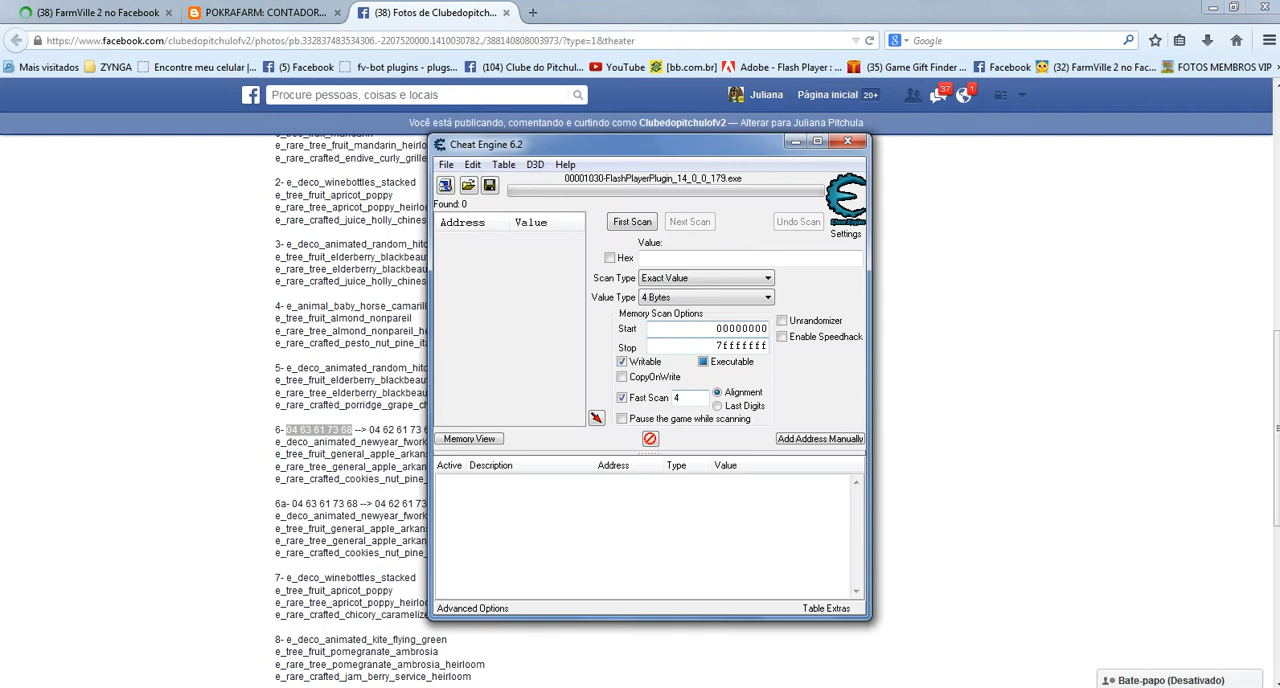 (38) FarmVille 2 no Facebook
POKRAFARM: CONTADOR...
(38) Fotos de Clubedopitchul...
https://www.facebook.com/clubedopitchulofv2/photos/pb.332837483534306.-2207520000.1410030782./388140808003973/?type=1&theater
Google
Mais visitados
ZYNGA
Encontre meu celular |...
(5) Facebook
fv-bot plugins - plugs...
(104) Clube do Pitchul...
YouTube
[bb.com.br]
Adobe - Flash Player : ...
(35) Game Gift Finder ...
Facebook
(32) FarmVille 2 no Fac...
FOTOS MEMBROS VIP
Procure pessoas, coisas e locais
Juliana
Página inicial 20+
37
1
Você está publicando, comentando e curtindo como Clubedopitchulofv2 — Alterar para Juliana Pitchula
e_tree_fruit_mandarin
e_rare_tree_fruit_mandarin_heirlo
e_rare_crafted_endive_curly_grille
2- e_deco_winebottles_stacked
e_tree_fruit_apricot_poppy
e_rare_tree_apricot_poppy_heirlo
e_rare_crafted_juice_holly_chines
3- e_deco_animated_random_hito
e_tree_fruit_elderberry_blackbeau
e_rare_tree_elderberry_blackbeau
e_rare_crafted_juice_holly_chines
4- e_animal_baby_horse_camarill
e_tree_fruit_almond_nonpareil
e_rare_tree_almond_nonpareil_he
e_rare_crafted_pesto_nut_pine_ita
5- e_deco_animated_random_hito
e_tree_fruit_elderberry_blackbeau
e_rare_tree_elderberry_blackbeau
e_rare_crafted_porridge_grape_ch
6- 04 63 61 73 68 --> 04 62 61 73 6
e_deco_animated_newyear_fwork
e_tree_fruit_general_apple_arkans
e_rare_tree_general_apple_arkan
e_rare_crafted_cookies_nut_pine_
6a- 04 63 61 73 68 --> 04 62 61 73
e_deco_animated_newyear_fwork
e_tree_fruit_general_apple_arkans
e_rare_tree_general_apple_arkan
e_rare_crafted_cookies_nut_pine_
7- e_deco_winebottles_stacked
e_tree_fruit_apricot_poppy
e_rare_tree_apricot_poppy_heirlo
e_rare_crafted_chicory_carameliz
8- e_deco_animated_kite_flying_green
e_tree_fruit_pomegranate_ambrosia
e_rare_tree_pomegranate_ambrosia_heirloom
e_rare_crafted_jam_berry_service_heirloom
Cheat Engine 6.2
File Edit Table D3D Help
00001030-FlashPlayerPlugin_14_0_0_179.exe
Found: 0
Address Value
First Scan Next Scan Undo Scan
Cheat Engine
Settings
Value:
Hex
Scan Type Exact Value
Value Type 4 Bytes
Memory Scan Options
Start 00000000
Stop 7fffffff
Unrandomizer
Enable Speedhack
Writable Executable
CopyOnWrite
Fast Scan 4 Alignment
Last Digits
Pause the game while scanning
Memory View Add Address Manually
Active Description Address Type Value
Advanced Options Table Extras
Bate-papo (Desativado)